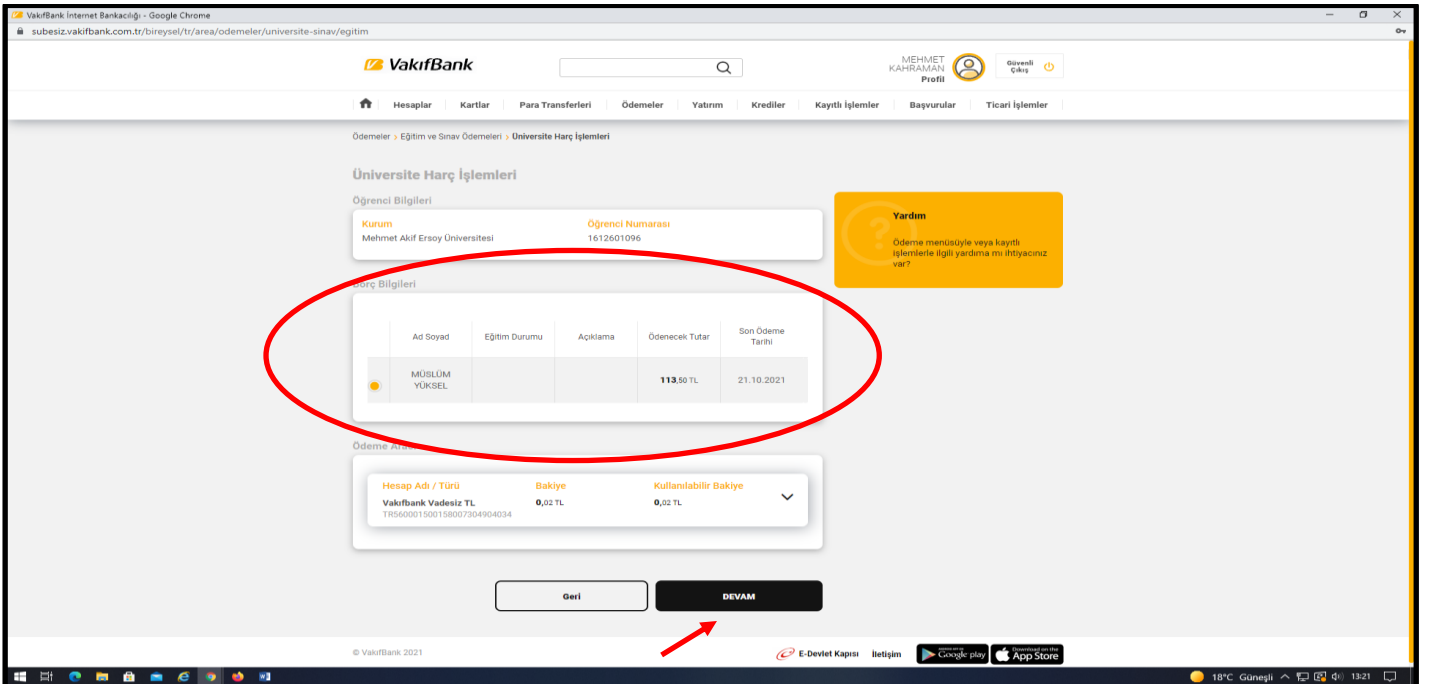 VakıfBank İnternet Bankacılığı - Google Chrome
subesiz.vakifbank.com.tr/bireysel/tr/area/odemeler/universite-sinav/egitim
VakıfBank
MEHMET
KAHRAMAN
Profil
Güvenli
Çıkış
Hesaplar Kartlar Para Transferleri Ödemeler Yatırım Krediler Kayıtlı İşlemler Başvurular Ticari İşlemler
Ödemeler > Eğitim ve Sınav Ödemeleri > Üniversite Harç İşlemleri
Üniversite Harç İşlemleri
Öğrenci Bilgileri
Kurum Öğrenci Numarası
Mehmet Akif Ersoy Üniversitesi 1612601096
Yardım
Ödeme menüsüyle veya kayıtlı
işlemlerle ilgili yardıma mı ihtiyacınız
var?
Borç Bilgileri
Ad Soyad Eğitim Durumu Açıklama Ödenecek Tutar Son Ödeme
Tarihi
MÜSLÜM
YÜKSEL
113,50 TL 21.10.2021
Ödeme
Hesap Adı / Türü Bakiye Kullanılabilir Bakiye
Vakıfbank Vadesiz TL 0,02 TL 0,02 TL
TR560001500158007304904034
Geri DEVAM
© VakıfBank 2021
E-Devlet Kapısı İletişim Google play Download on the
App Store
18°C Güneşli 13:21